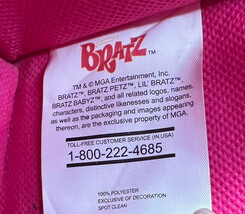 BRATZ™
TM & © MGA Entertainment, Inc.
BRATZ™, BRATZ PETZ™, LIL' BRATZ™,
BRATZ BABYZ™, and all related logos, names,
characters, distinctive likenesses and slogans,
as well as the packaging and images appearing
thereon, are the exclusive property of MGA.
TOLL-FREE CUSTOMER SERVICE (IN USA)
1-800-222-4685
100% POLYESTER
EXCLUSIVE OF DECORATION
SPOT CLEAN